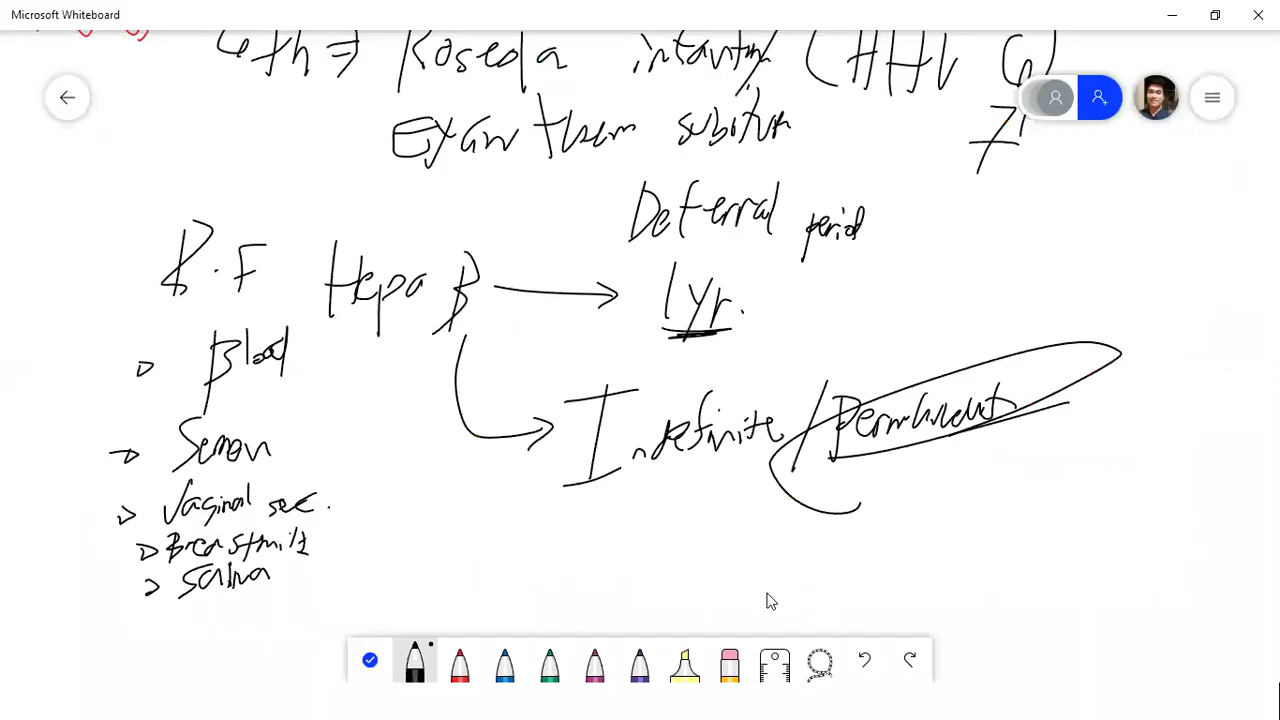 Microsoft Whiteboard
6th => Roseola infantum (HHV 6)
Exanthem subitum 7
Deferral period
B.F Hepa B → 1yr.
Blood
Indefinite / Permanent
Semen
Vaginal sec.
Breastmilk
Saliva